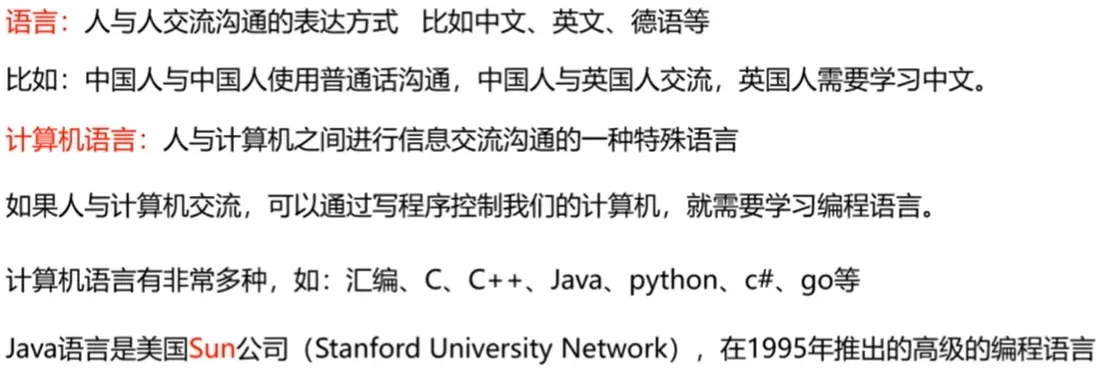 语言：人与人交流沟通的表达方式 比如中文、英文、德语等
比如：中国人与中国人使用普通话沟通，中国人与英国人交流，英国人需要学习中文。
计算机语言：人与计算机之间进行信息交流沟通的一种特殊语言
如果人与计算机交流，可以通过写程序控制我们的计算机，就需要学习编程语言。
计算机语言有非常多种，如：汇编、C、C++、Java、python、c#、go等
Java语言是美国Sun公司（Stanford University Network），在1995年推出的高级的编程语言